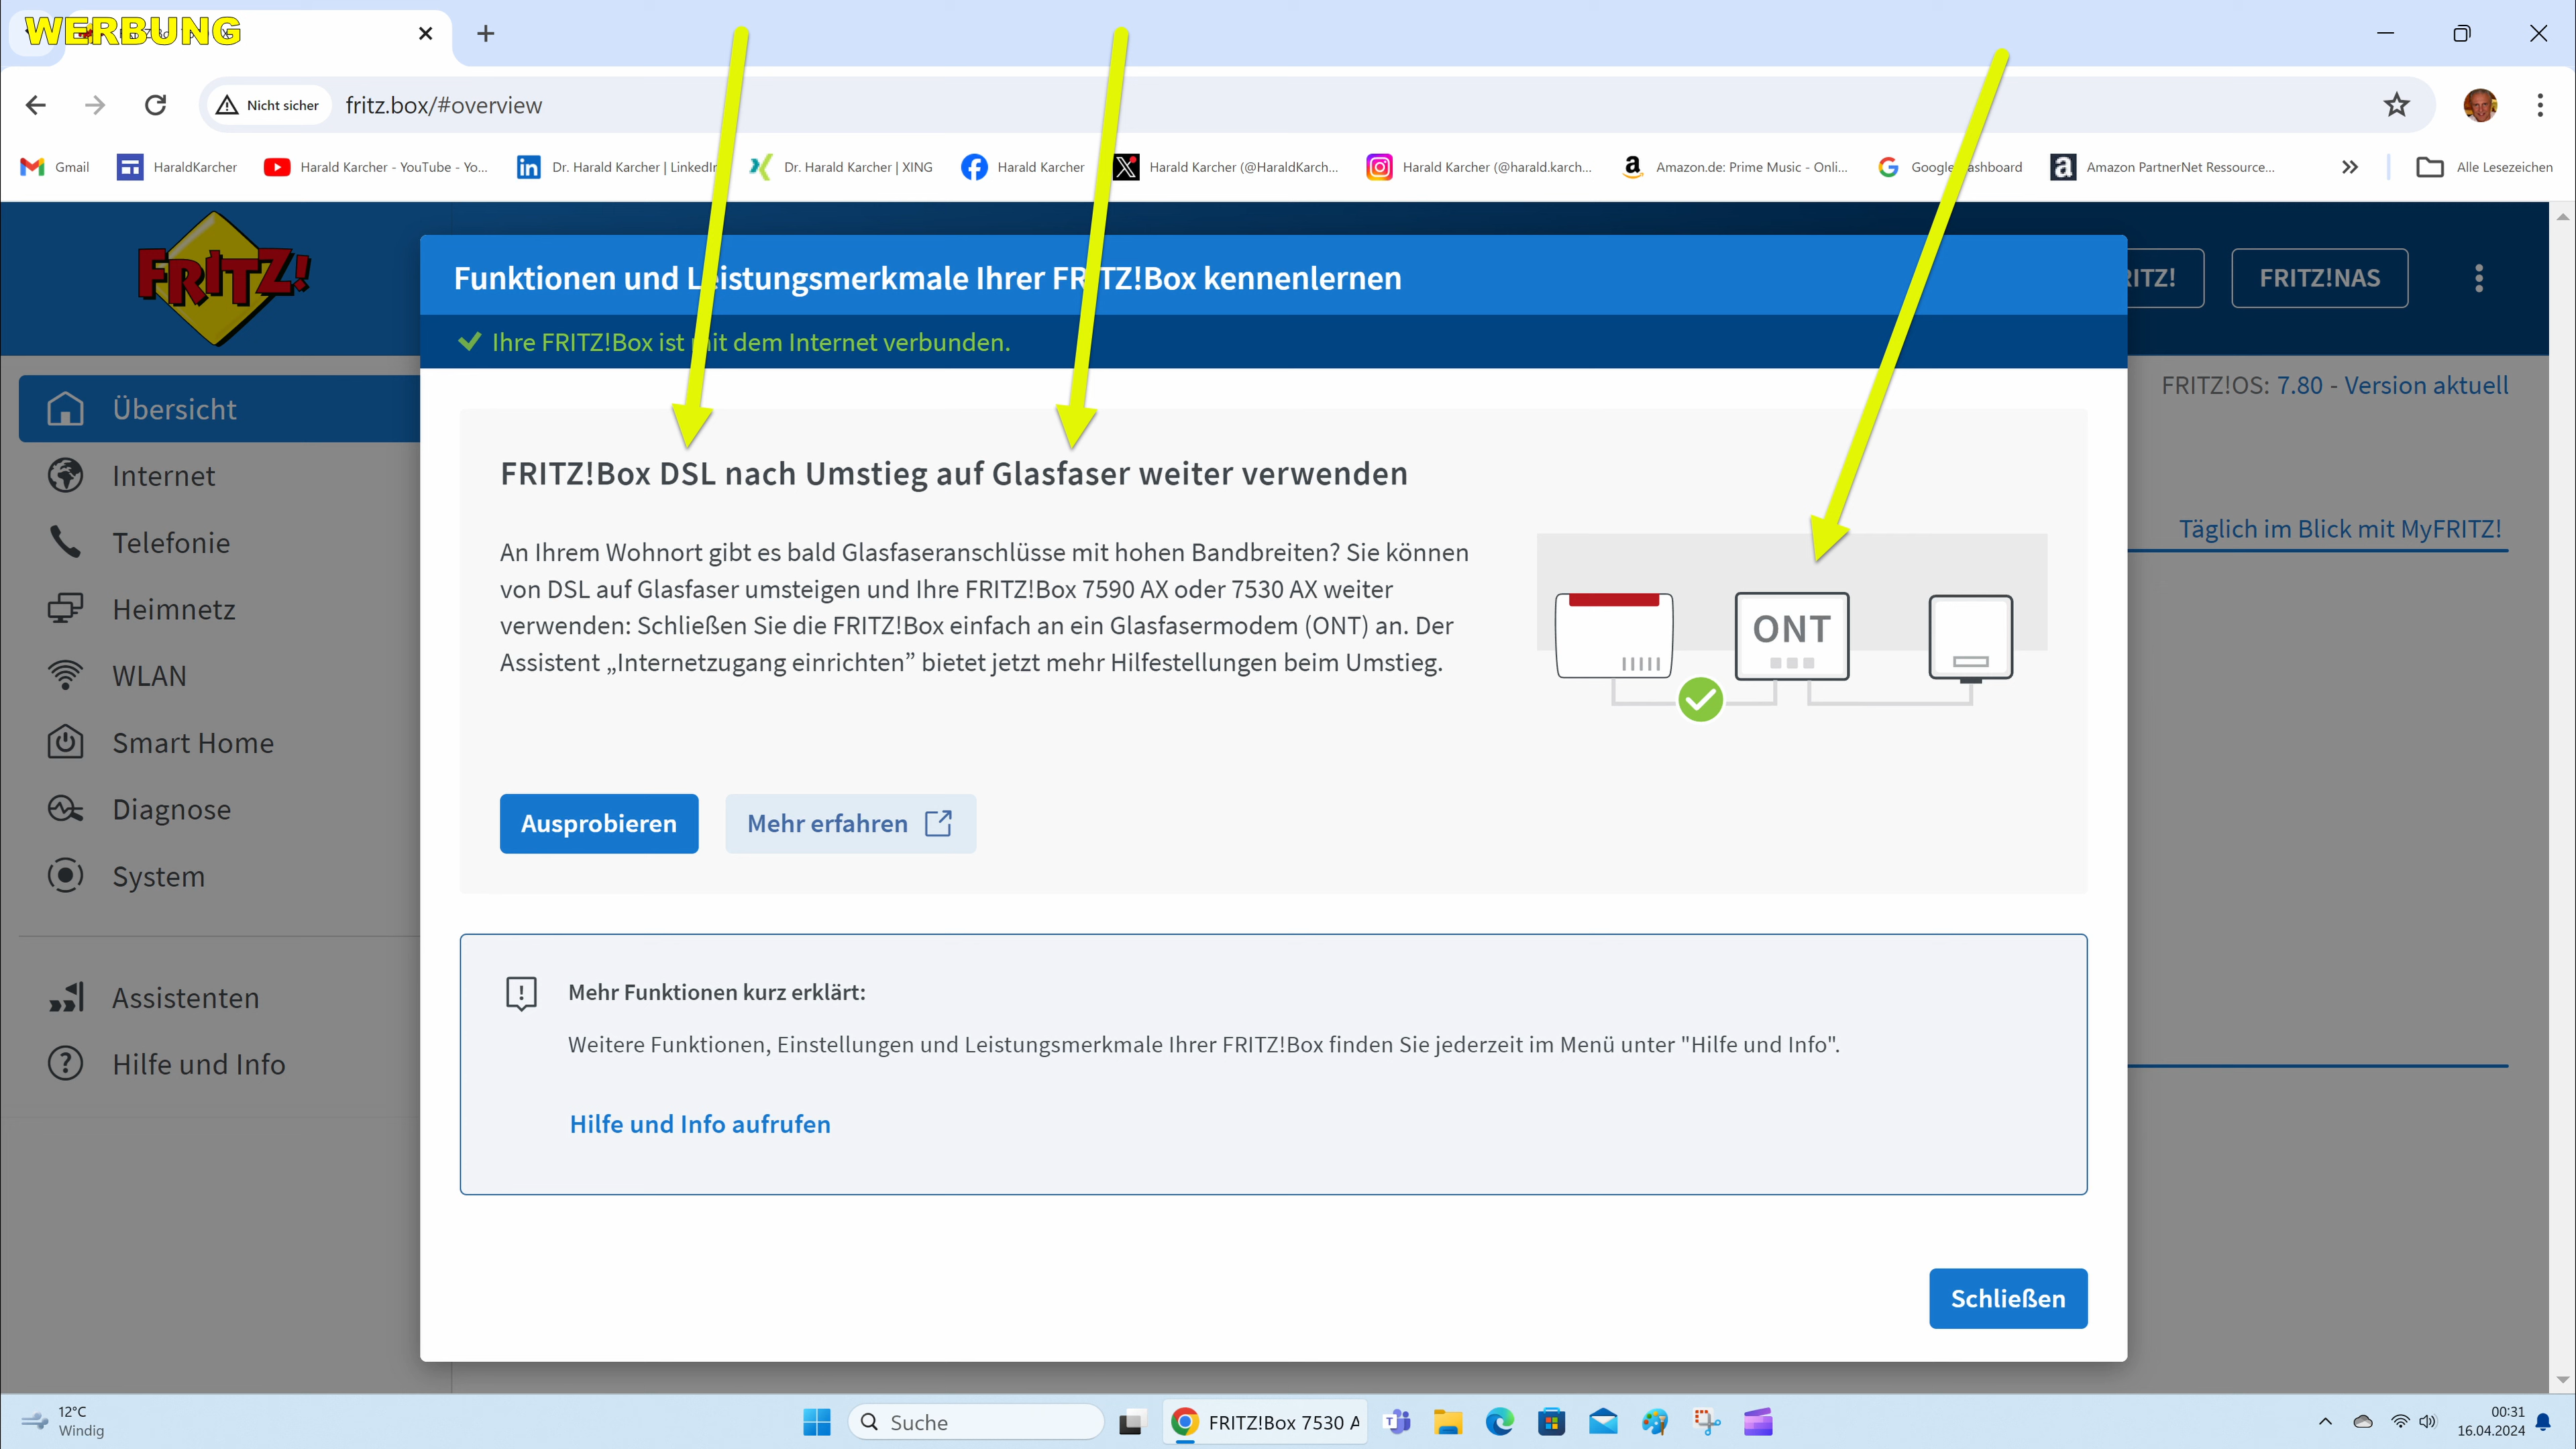 WERBUNG
Nicht sicher
fritz.box/#overview
Gmail
HaraldKarcher
Harald Karcher - YouTube - Yo...
Dr. Harald Karcher | LinkedIn
Dr. Harald Karcher | XING
Harald Karcher
Harald Karcher (@HaraldKarch...
Harald Karcher (@harald.karch...
Amazon.de: Prime Music - Onli...
Google Dashboard
Amazon PartnerNet Ressource...
Alle Lesezeichen
FRITZ!
Funktionen und Leistungsmerkmale Ihrer FRITZ!Box kennenlernen
RITZ!
FRITZ!NAS
Ihre FRITZ!Box ist mit dem Internet verbunden.
FRITZ!OS: 7.80 - Version aktuell
Übersicht
Internet
Telefonie
Heimnetz
WLAN
Smart Home
Diagnose
System
Assistenten
Hilfe und Info
FRITZ!Box DSL nach Umstieg auf Glasfaser weiter verwenden
An Ihrem Wohnort gibt es bald Glasfaseranschlüsse mit hohen Bandbreiten? Sie können
von DSL auf Glasfaser umsteigen und Ihre FRITZ!Box 7590 AX oder 7530 AX weiter
verwenden: Schließen Sie die FRITZ!Box einfach an ein Glasfasermodem (ONT) an. Der
Assistent „Internetzugang einrichten” bietet jetzt mehr Hilfestellungen beim Umstieg.
ONT
Täglich im Blick mit MyFRITZ!
Ausprobieren
Mehr erfahren
Mehr Funktionen kurz erklärt:
Weitere Funktionen, Einstellungen und Leistungsmerkmale Ihrer FRITZ!Box finden Sie jederzeit im Menü unter "Hilfe und Info".
Hilfe und Info aufrufen
Schließen
12°C
Windig
Suche
FRITZ!Box 7530 A
00:31
16.04.2024